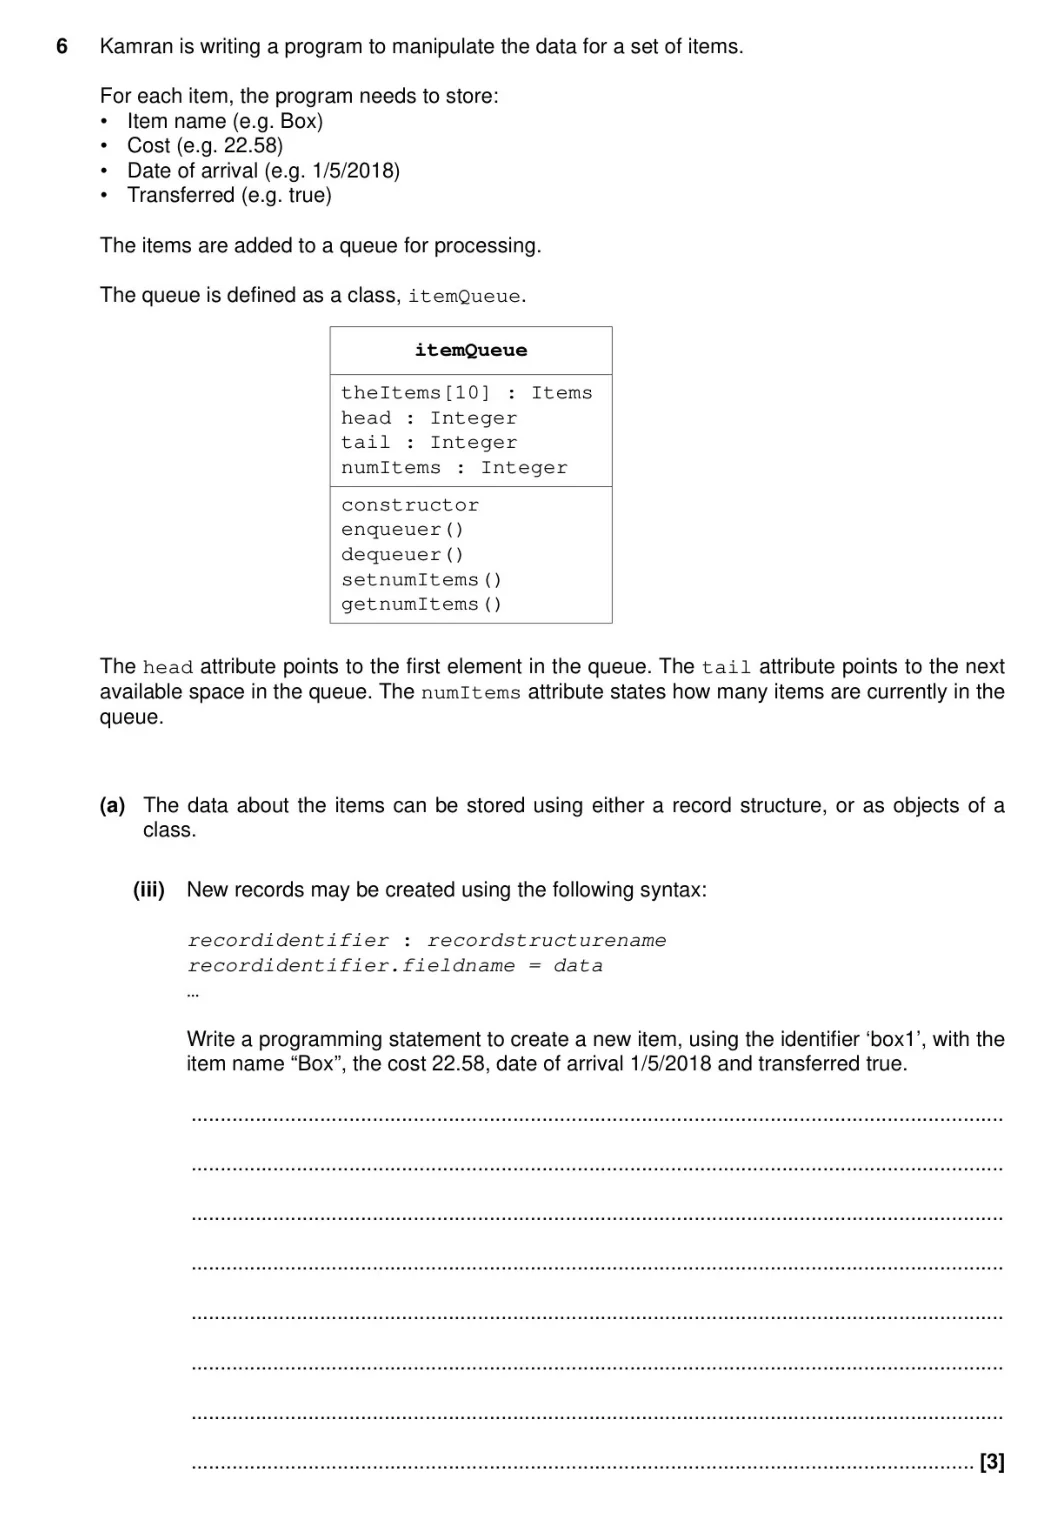 6 Kamran is writing a program to manipulate the data for a set of items.
For each item, the program needs to store:
• Item name (e.g. Box)
• Cost (e.g. 22.58)
• Date of arrival (e.g. 1/5/2018)
• Transferred (e.g. true)
The items are added to a queue for processing.
The queue is defined as a class, itemQueue.
itemQueue
theItems[10] : Items
head : Integer
tail : Integer
numItems : Integer
constructor
enqueuer()
dequeuer()
setnumItems()
getnumItems()
The head attribute points to the first element in the queue. The tail attribute points to the next
available space in the queue. The numItems attribute states how many items are currently in the
queue.
(a) The data about the items can be stored using either a record structure, or as objects of a
class.
(iii) New records may be created using the following syntax:
recordidentifier : recordstructurename
recordidentifier.fieldname = data
…
Write a programming statement to create a new item, using the identifier ‘box1’, with the
item name “Box”, the cost 22.58, date of arrival 1/5/2018 and transferred true.
[3]